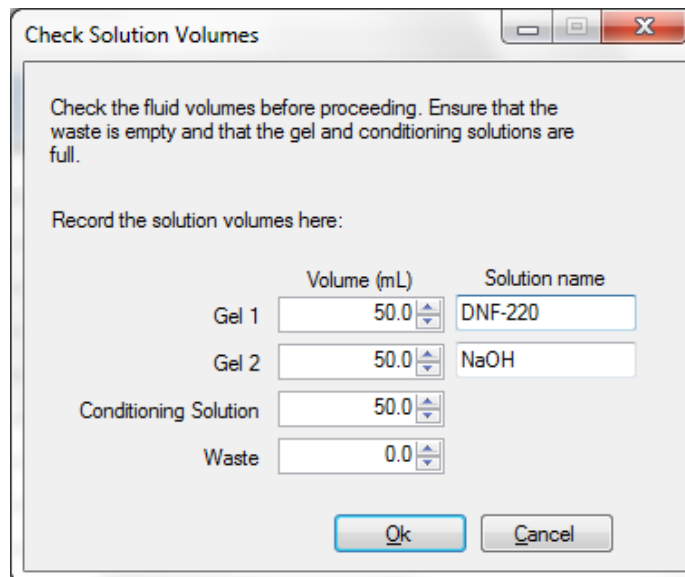 Check Solution Volumes
Check the fluid volumes before proceeding. Ensure that the
waste is empty and that the gel and conditioning solutions are
full.
Record the solution volumes here:
Volume (mL) Solution name
Gel 1 50.0 DNF-220
Gel 2 50.0 NaOH
Conditioning Solution 50.0
Waste 0.0
Ok Cancel